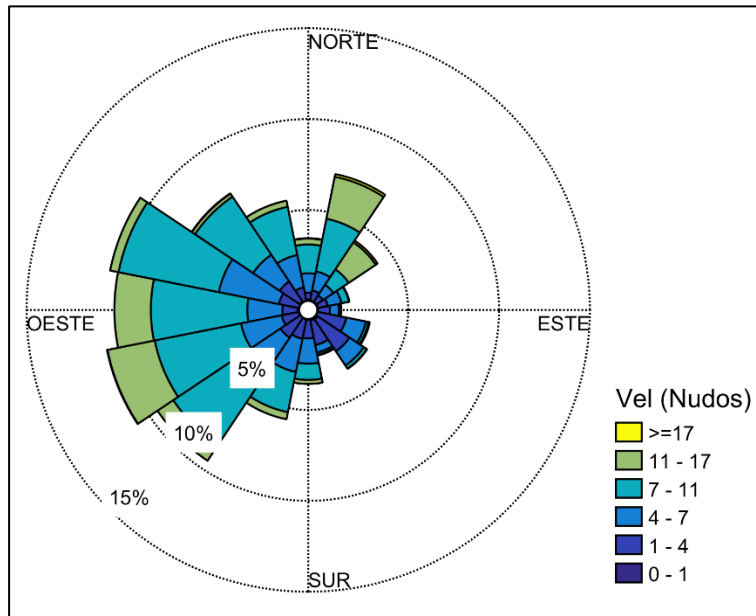 NORTE
OESTE
ESTE
5%
10%
15%
SUR
Vel (Nudos)
>=17
11 - 17
7 - 11
4 - 7
1 - 4
0 - 1